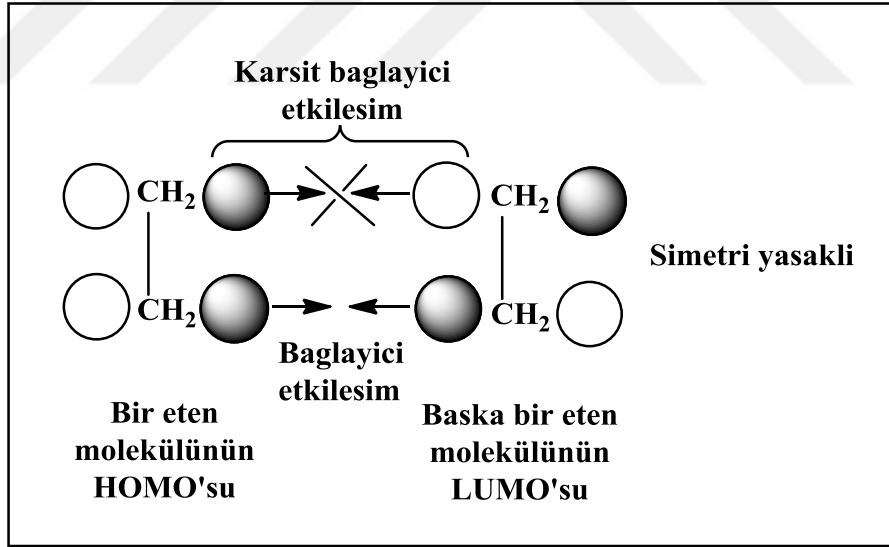 Karsit baglayici
etkilesim
CH2 CH2
Simetri yasakli
CH2 CH2
Baglayici
etkilesim
Bir eten
molekülünün
HOMO'su
Baska bir eten
molekülünün
LUMO'su